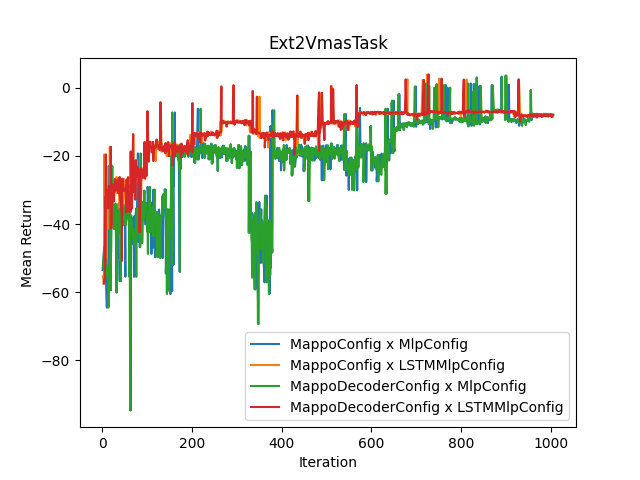 Ext2VmasTask
Mean Return
0
−20
−40
−60
−80
MappoConfig x MlpConfig
MappoConfig x LSTMMlpConfig
MappoDecoderConfig x MlpConfig
MappoDecoderConfig x LSTMMlpConfig
0 200 400 600 800 1000
Iteration